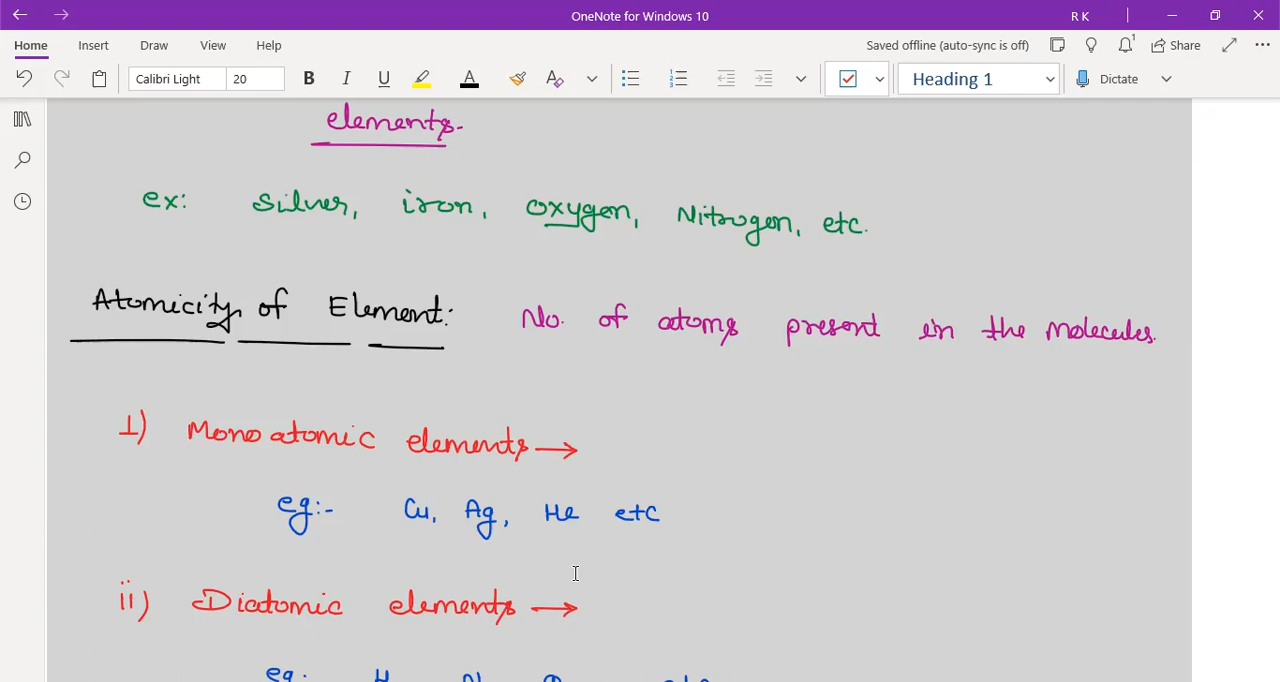 OneNote for Windows 10
R K
Home Insert Draw View Help
Saved offline (auto-sync is off) 1 Share
Calibri Light 20 B I U A A Heading 1 Dictate
elements.
ex: Silver, iron, oxygen, Nitrogen, etc.
Atomicity of Element: No. of atoms present in the Molecules.
I) Mono atomic elements →
eg:- Cu, Ag, He etc
ii) Diatomic elements →
eg: